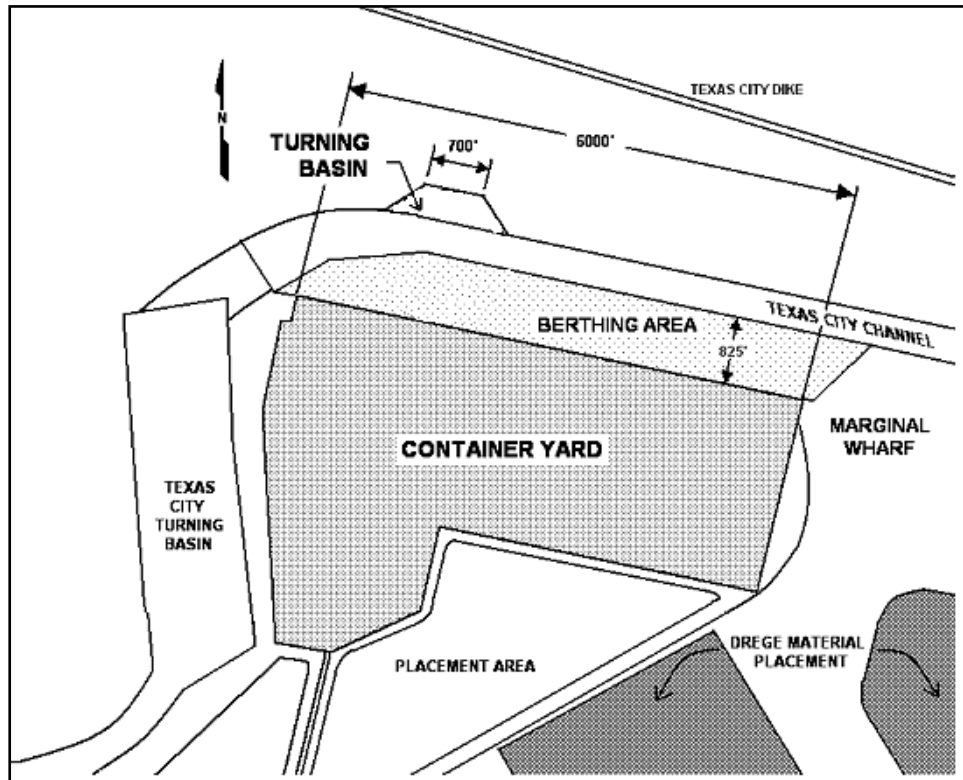 TEXAS CITY DIKE
N
6000'
700'
TURNING
BASIN
TEXAS CITY CHANNEL
BERTHING AREA
825'
MARGINAL
WHARF
CONTAINER YARD
TEXAS
CITY
TURNING
BASIN
DREGE MATERIAL
PLACEMENT
PLACEMENT AREA